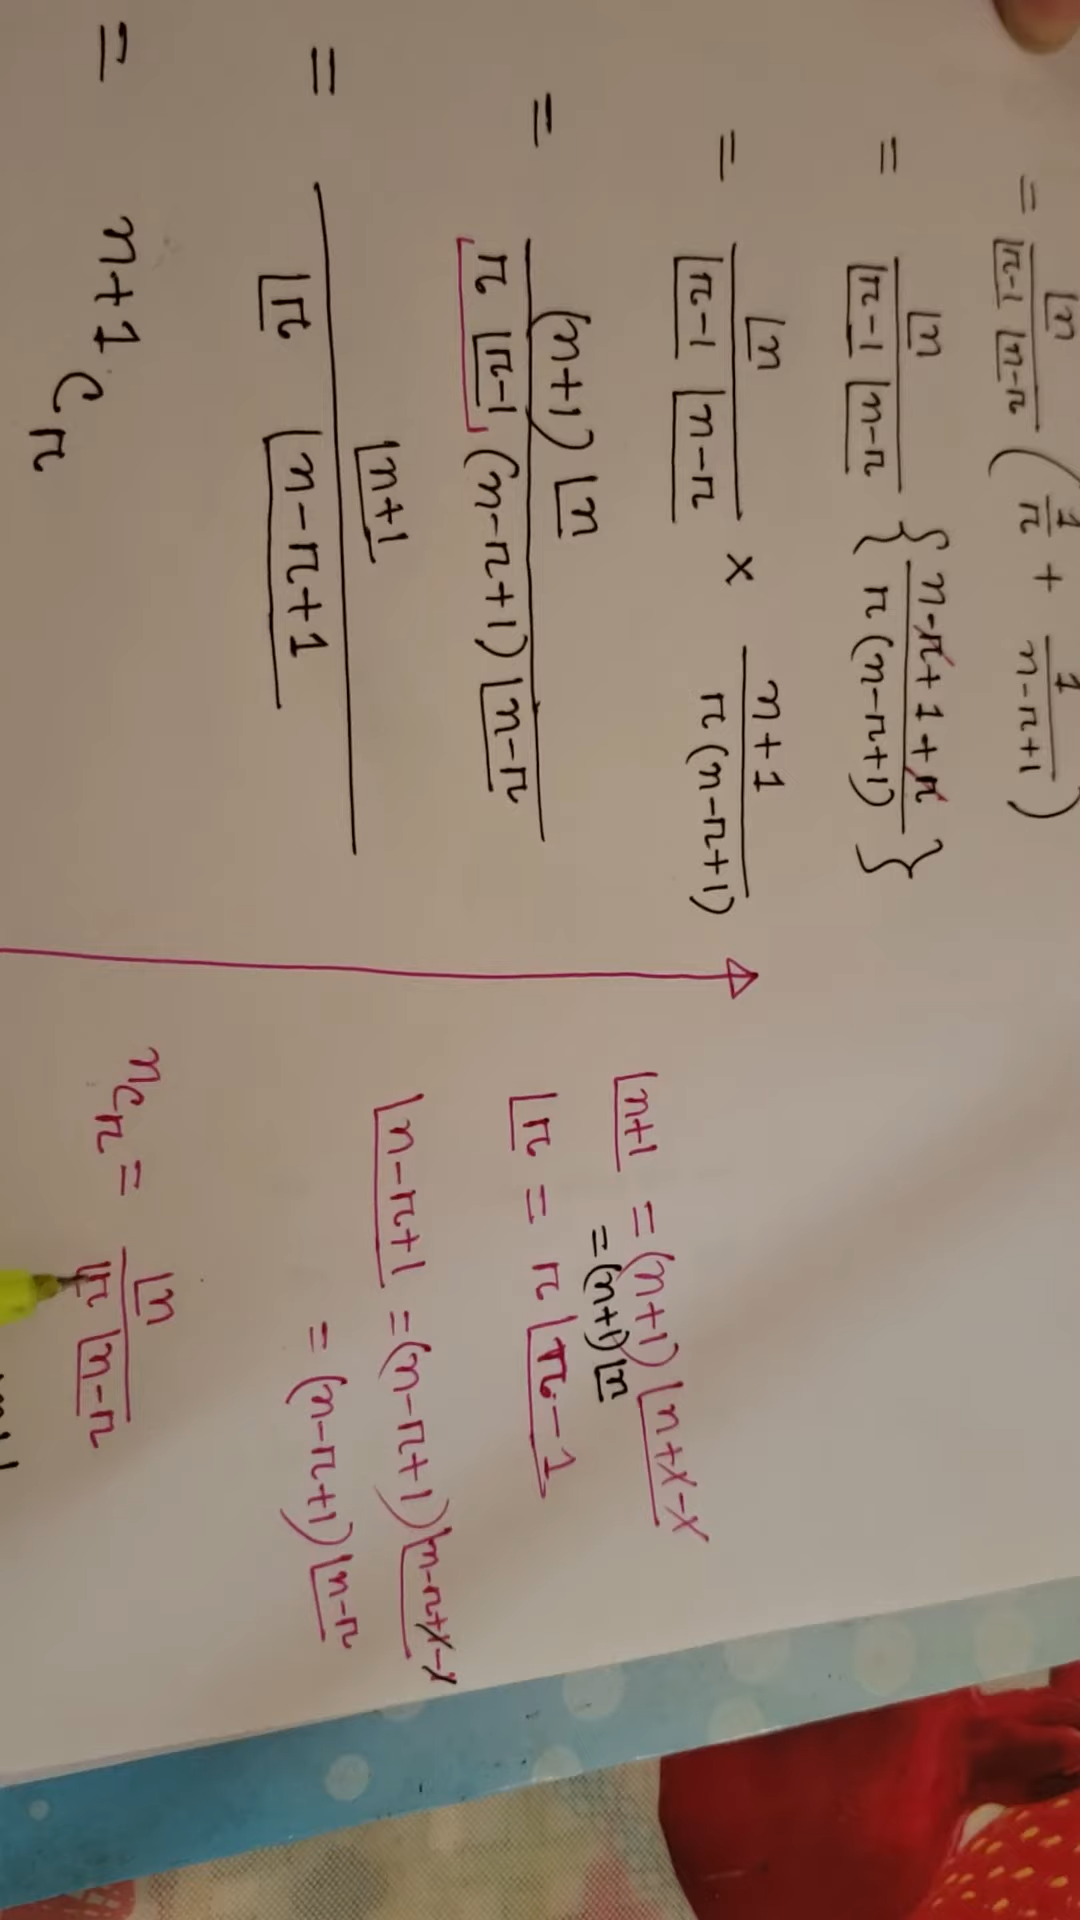 = ⌊n / ⌊r-1 ⌊n-r ( 1/r + 1/n-r+1 )
= ⌊n / ⌊r-1 ⌊n-r { n-r+1+r / r(n-r+1) }
= ⌊n / ⌊r-1 ⌊n-r × n+1 / r(n-r+1)
= (n+1) ⌊n / r ⌊r-1 (n-r+1) ⌊n-r
= ⌊n+1 / ⌊r ⌊n-r+1
= n+1 C r
⌊n+1 = (n+1) ⌊n+1-1
= (n+1) ⌊n
⌊r = r ⌊r-1
⌊n-r+1 = (n-r+1) ⌊n-r+1-1
= (n-r+1) ⌊n-r
nCr = ⌊n / ⌊r ⌊n-r